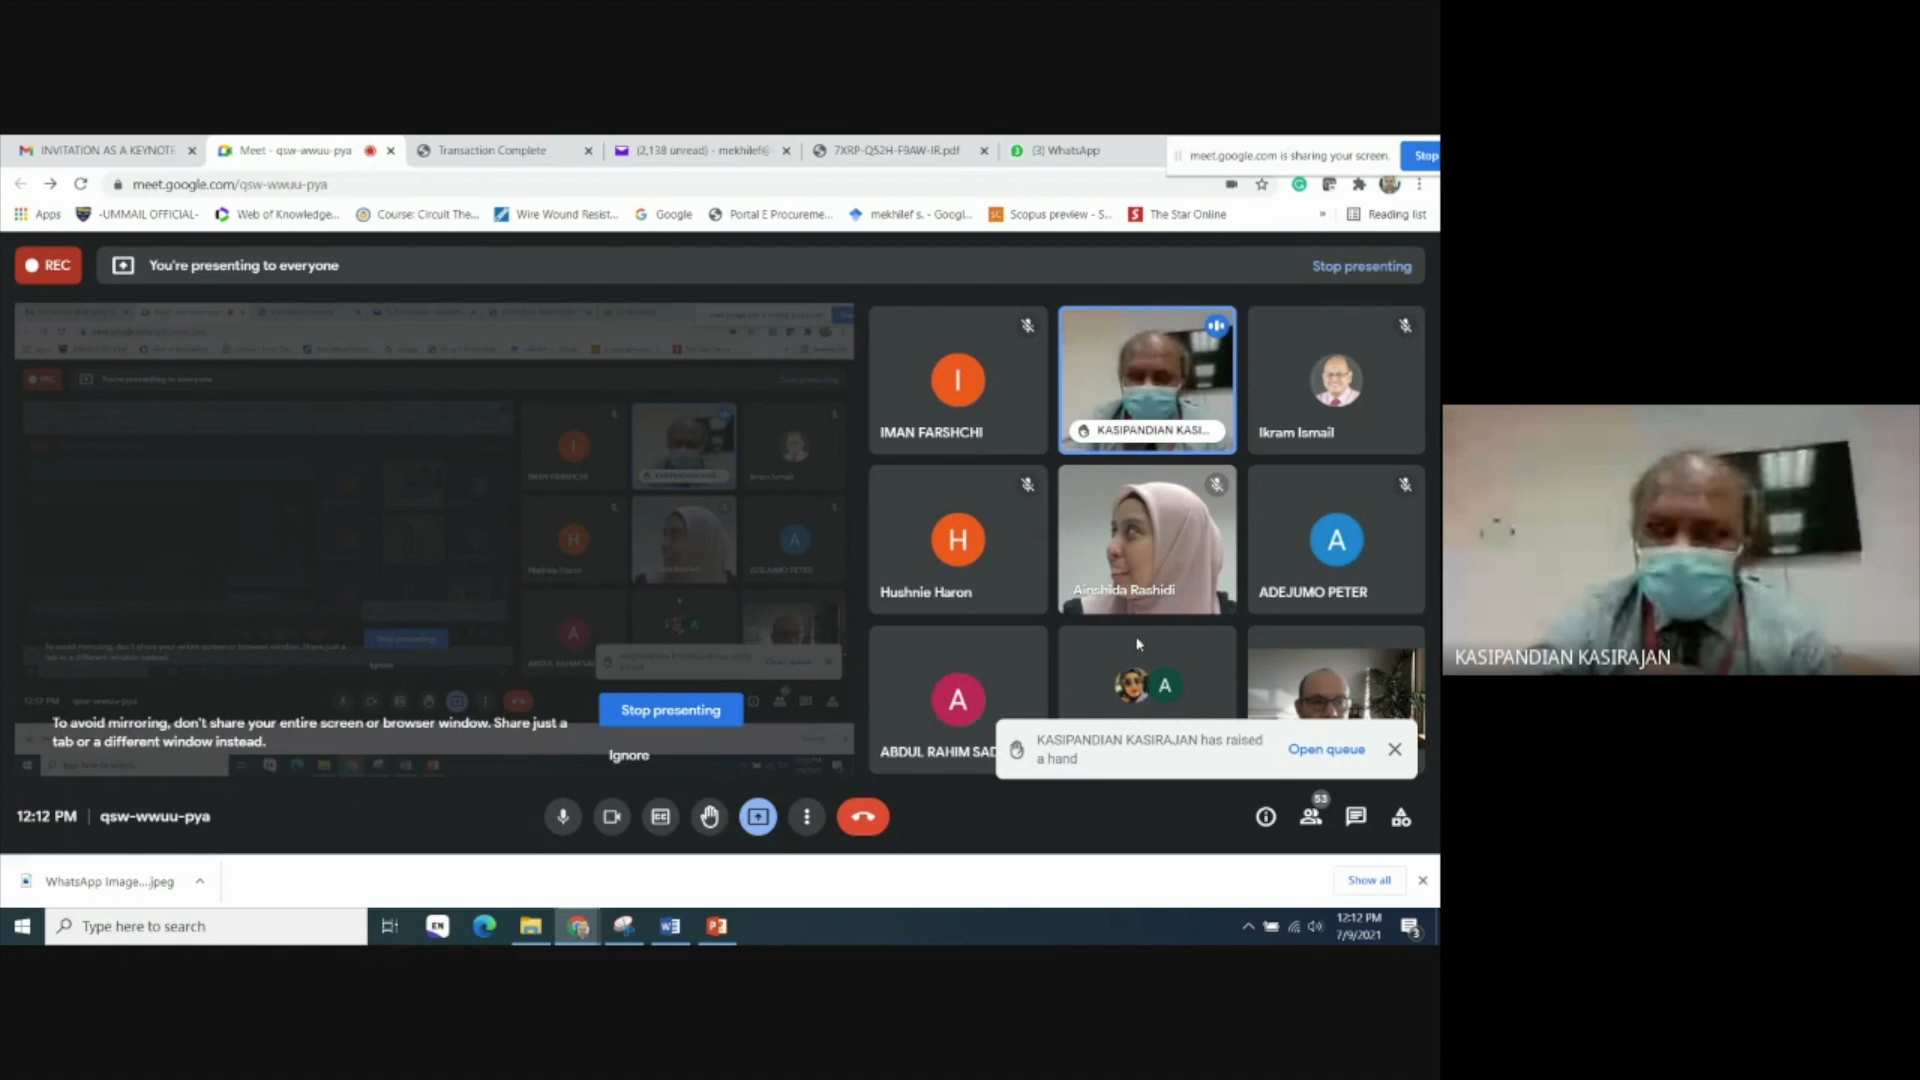 INVITATION AS A KEYNOTE
Meet - qsw-wwuu-pya
Transaction Complete
(2,138 unread) - mekhilef@
7XRP-Q52H-F9AW-IR.pdf
(3) WhatsApp
meet.google.com is sharing your screen.
Stop
meet.google.com/qsw-wwuu-pya
Apps
-UMMAIL OFFICIAL-
Web of Knowledge...
Course: Circuit The...
Wire Wound Resist...
Google
Portal E Procureme...
mekhilef s. - Googl...
Scopus preview - S...
The Star Online
»
Reading list
REC
You're presenting to everyone
Stop presenting
I
IMAN FARSHCHI
KASIPANDIAN KASI...
Ikram Ismail
H
Hushnie Haron
Ainshida Rashidi
A
ADEJUMO PETER
A
ABDUL RAHIM SAD
A
KASIPANDIAN KASIRAJAN has raised
a hand
Open queue
To avoid mirroring, don't share your entire screen or browser window. Share just a
tab or a different window instead.
Stop presenting
Ignore
12:12 PM | qsw-wwuu-pya
53
WhatsApp Image....jpeg
Show all
Type here to search
EN
12:12 PM
7/9/2021
3
KASIPANDIAN KASIRAJAN